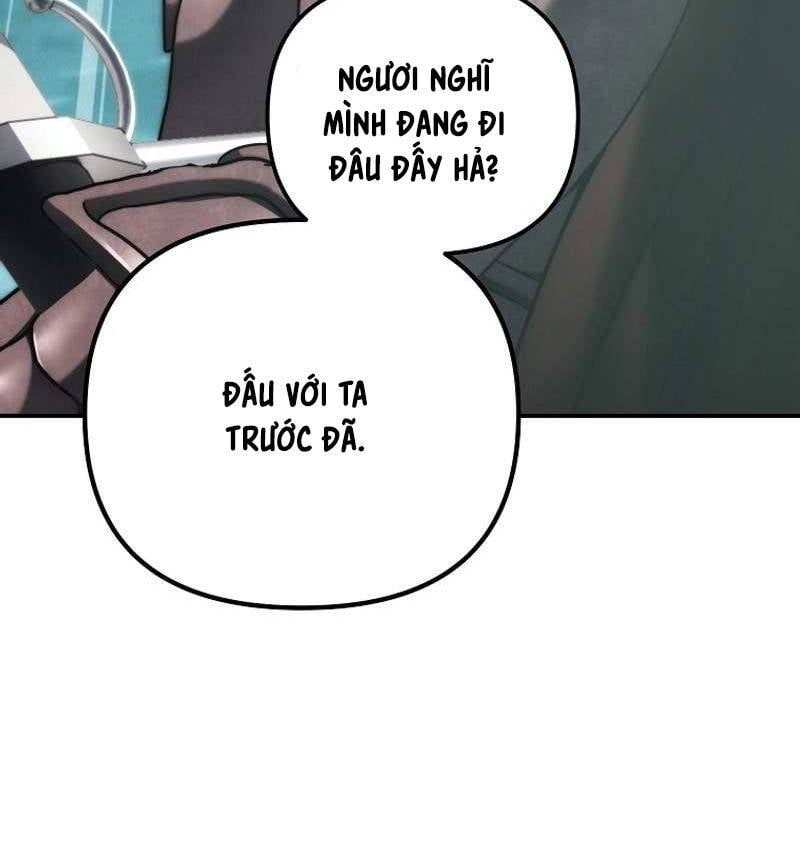 NGƯƠI NGHĨ
MÌNH ĐANG ĐI
ĐÂU ĐẤY HẢ?
ĐẤU VỚI TA
TRƯỚC ĐÃ.